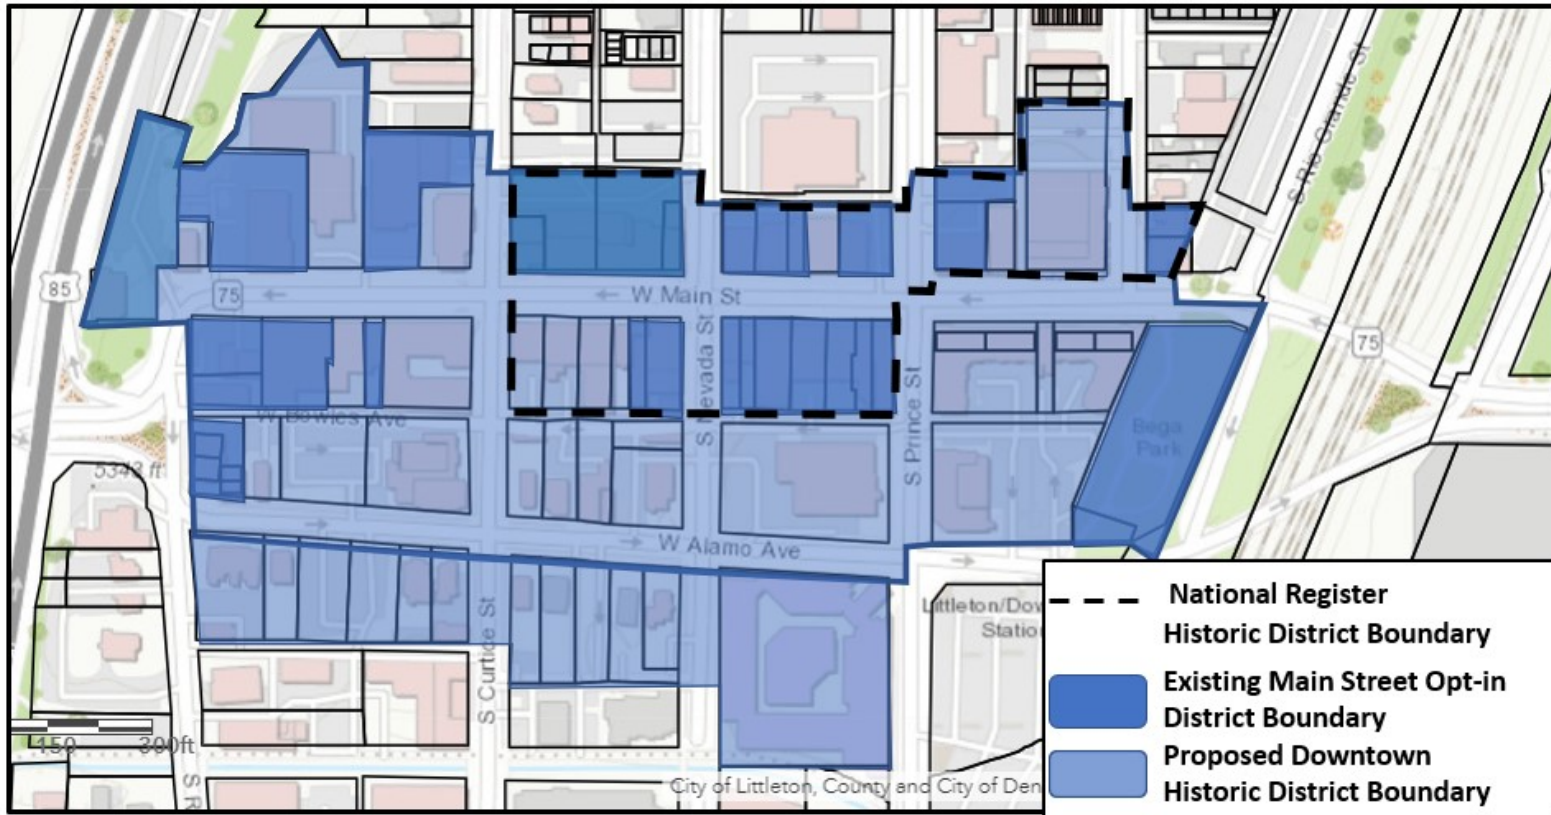 S Rio Grande St
85
75
W Main St
75
S Nevada St
S Prince St
W Bowles Ave
Bega
Park
5343 ft
W Alamo Ave
S Curtice St
Littleton/Dow
Statio
150
300ft
S R
City of Littleton, County and City of Den
National Register
Historic District Boundary
Existing Main Street Opt-in
District Boundary
Proposed Downtown
Historic District Boundary